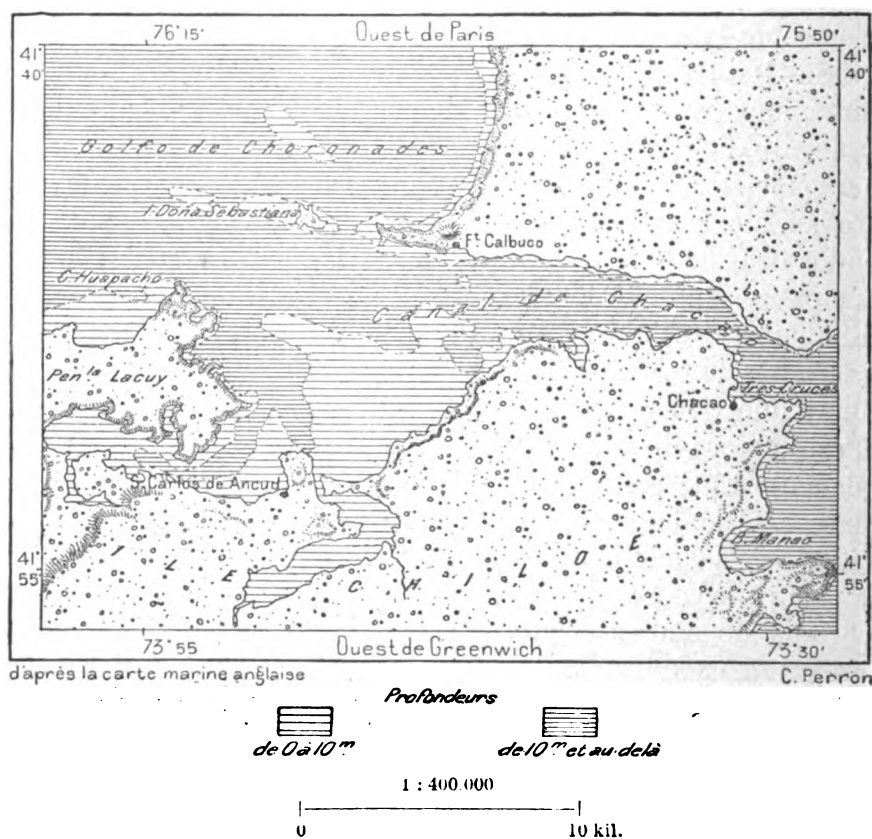 76°15' Ouest de Paris 75°50'
41° 41°
40' 40'
Golfo de Choronades
I. Doña Sebastiana
Ft. Calbuco
C. Huapacho
Canal de Chacao
Penla Lacuy
Tres Cruces
Chacao
S. Carlos de Ancud
B. Manao
ILE CHILOE
41° 41°
55' 55'
73°55 Ouest de Greenwich 73°30'
d'après la carte marine anglaise C. Perron
Profondeurs
de 0 à 10m de 10m et au-delà
1 : 400.000
0 10 kil.